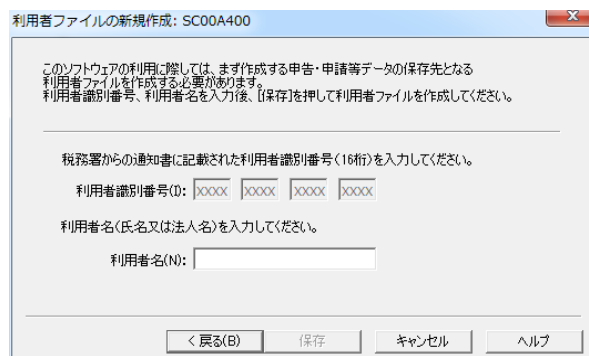 利用者ファイルの新規作成: SC00A400
このソフトウェアの利用に際しては、まず作成する申告・申請等データの保存先となる
利用者ファイルを作成する必要があります。
利用者識別番号、利用者名を入力後、[保存]を押して利用者ファイルを作成してください。
税務署からの通知書に記載された利用者識別番号(16桁)を入力してください。
利用者識別番号(I): xxxx xxxx xxxx xxxx
利用者名(氏名又は法人名)を入力してください。
利用者名(N):
< 戻る(B) 保存 キャンセル ヘルプ